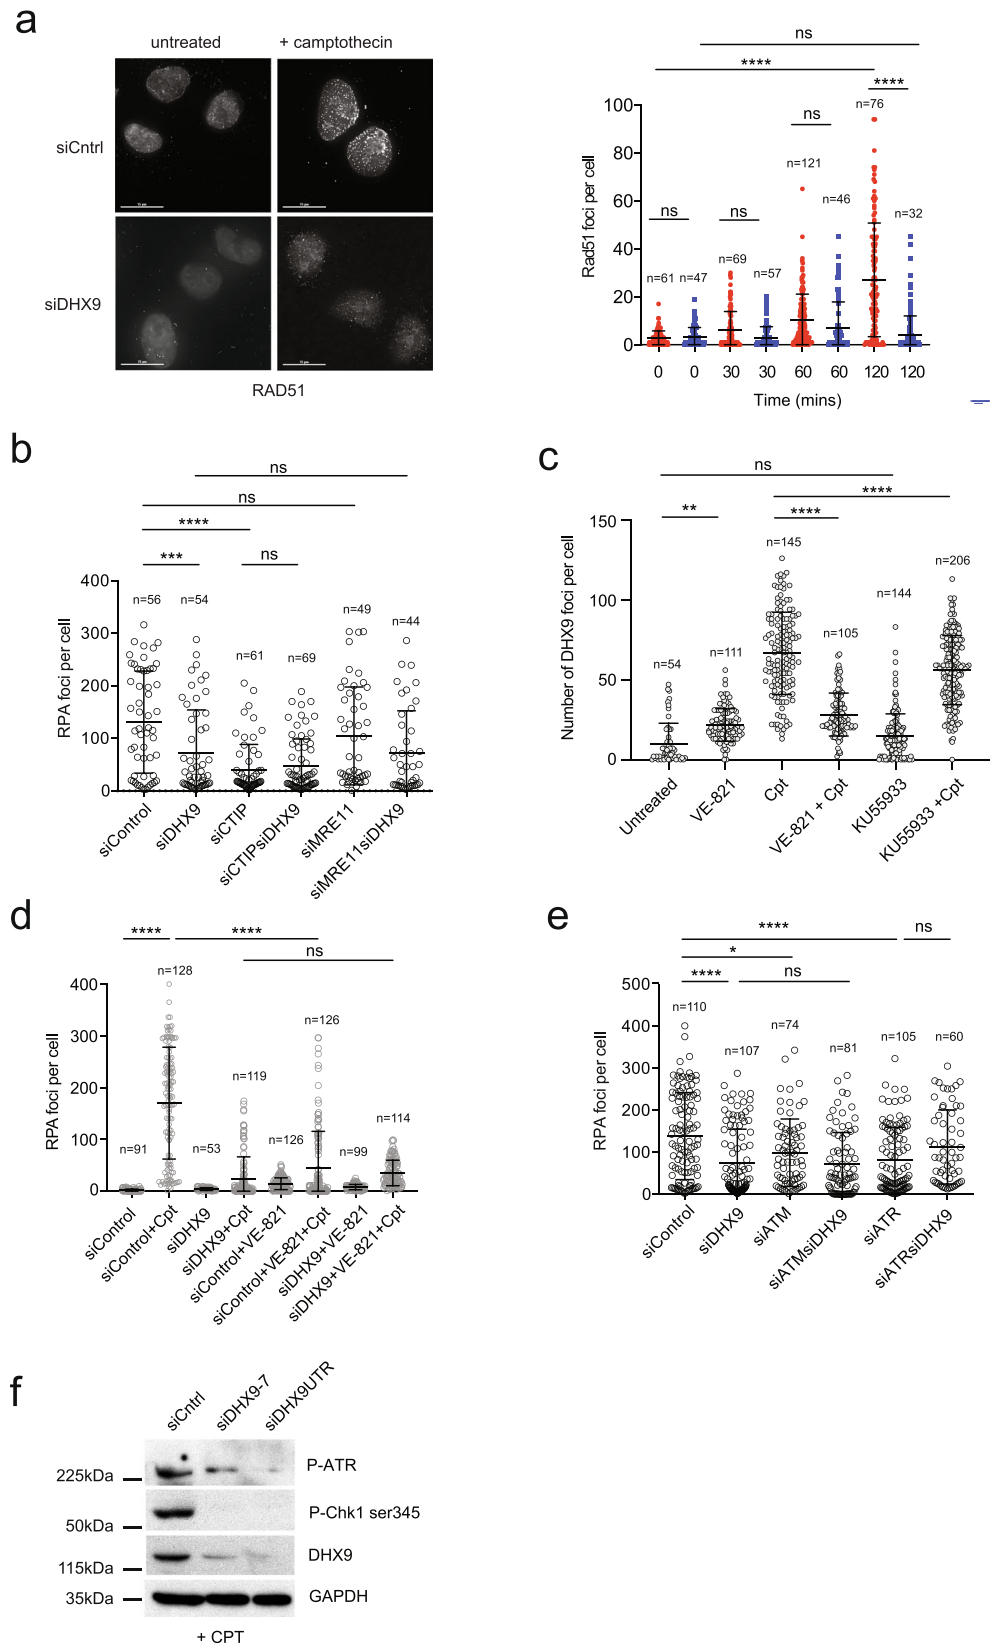 a
untreated
+ camptothecin
siCntrl
siDHX9
RAD51
15 µm
15 µm
15 µm
15 µm
ns
****
****
ns
ns
ns
n=61
n=47
n=69
n=57
n=121
n=46
n=76
n=32
Rad51 foci per cell
100
80
60
40
20
0
0
0
30
30
60
60
120
120
Time (mins)
b
ns
ns
****
***
ns
n=56
n=54
n=61
n=69
n=49
n=44
RPA foci per cell
400
300
200
100
0
siControl
siDHX9
siCTIP
siCTIPsiDHX9
siMRE11
siMRE11siDHX9
c
ns
****
**
****
n=54
n=111
n=145
n=105
n=144
n=206
Number of DHX9 foci per cell
150
100
50
0
Untreated
VE-821
Cpt
VE-821 + Cpt
KU55933
KU55933 +Cpt
d
****
****
ns
n=91
n=128
n=53
n=119
n=126
n=126
n=99
n=114
RPA foci per cell
400
300
200
100
0
siControl
siControl+Cpt
siDHX9
siDHX9+Cpt
siControl+VE-821
siControl+VE-821+Cpt
siDHX9+VE-821
siDHX9+VE-821+Cpt
e
****
ns
*
****
ns
n=110
n=107
n=74
n=81
n=105
n=60
RPA foci per cell
500
400
300
200
100
0
siControl
siDHX9
siATM
siATMsiDHX9
siATR
siATRsiDHX9
f
siCntrl
siDHX9-7
siDHX9UTR
225kDa
P-ATR
50kDa
P-Chk1 ser345
115kDa
DHX9
35kDa
GAPDH
+ CPT